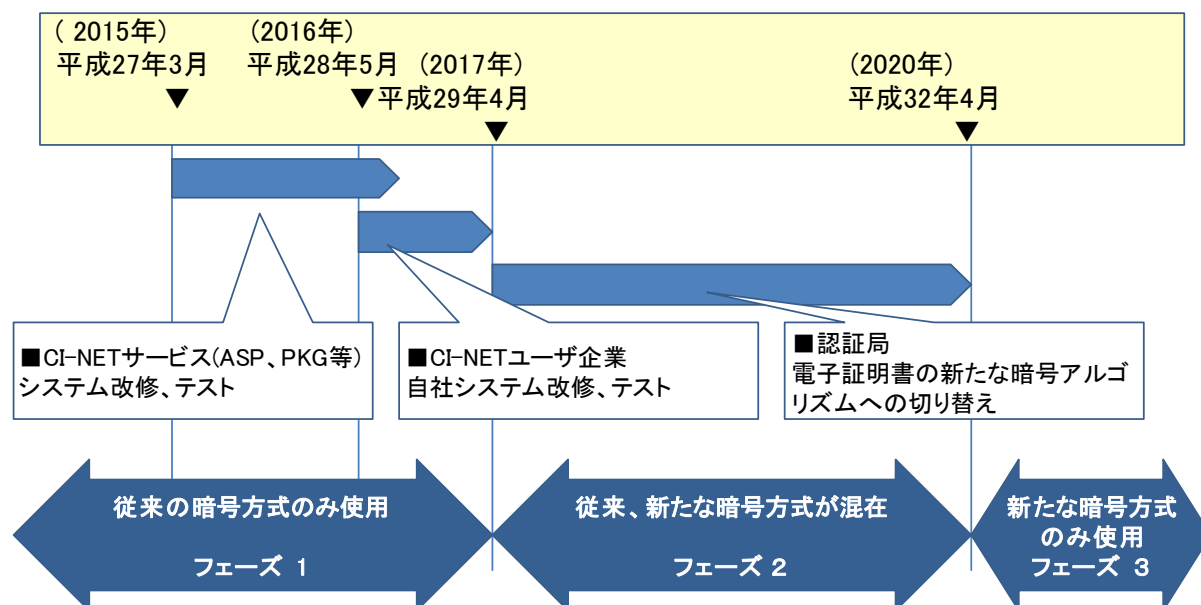 ( 2015年)
平成27年3月
(2016年)
平成28年5月
(2017年)
平成29年4月
(2020年)
平成32年4月
■CI-NETサービス(ASP、PKG等)
システム改修、テスト
■CI-NETユーザ企業
自社システム改修、テスト
■認証局
電子証明書の新たな暗号アルゴ
リズムへの切り替え
従来の暗号方式のみ使用
フェーズ 1
従来、新たな暗号方式が混在
フェーズ 2
新たな暗号方式
のみ使用
フェーズ 3